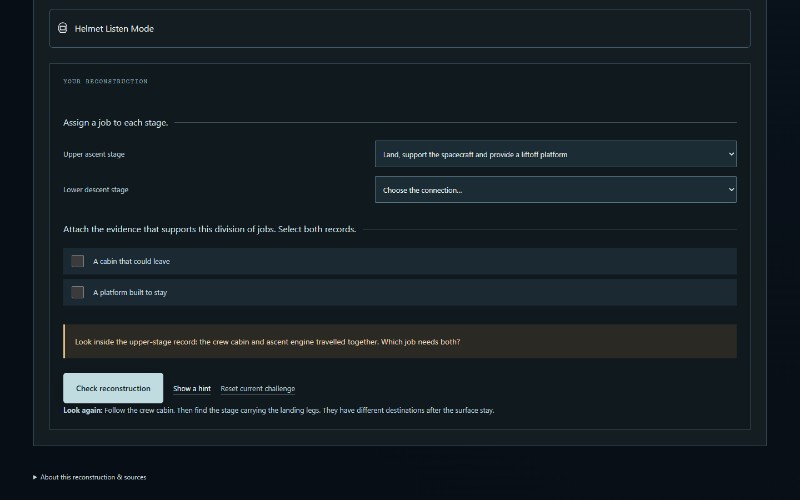 Helmet Listen Mode
YOUR RECONSTRUCTION
Assign a job to each stage.
Upper ascent stage
Land, support the spacecraft and provide a liftoff platform
Lower descent stage
Choose the connection...
Attach the evidence that supports this division of jobs. Select both records.
A cabin that could leave
A platform built to stay
Look inside the upper-stage record: the crew cabin and ascent engine travelled together. Which job needs both?
Check reconstruction Show a hint Reset current challenge
Look again: Follow the crew cabin. Then find the stage carrying the landing legs. They have different destinations after the surface stay.
About this reconstruction & sources